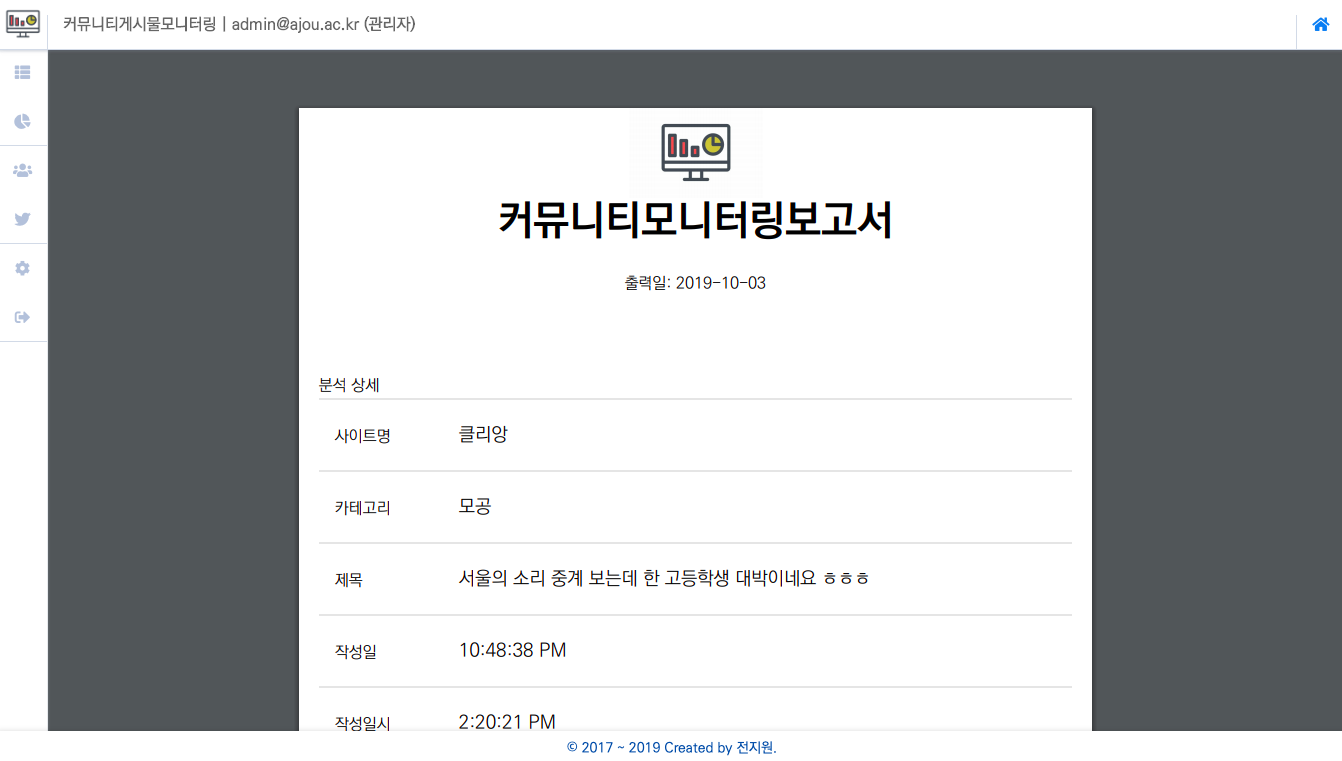 커뮤니티게시물모니터링 | admin@ajou.ac.kr (관리자)
커뮤니티모니터링보고서
출력일: 2019-10-03
분석 상세
사이트명 클리앙
카테고리 모공
제목 서울의 소리 중계 보는데 한 고등학생 대박이네요 ㅎㅎㅎ
작성일 10:48:38 PM
작성일시 2:20:21 PM
© 2017 ~ 2019 Created by 전지원.